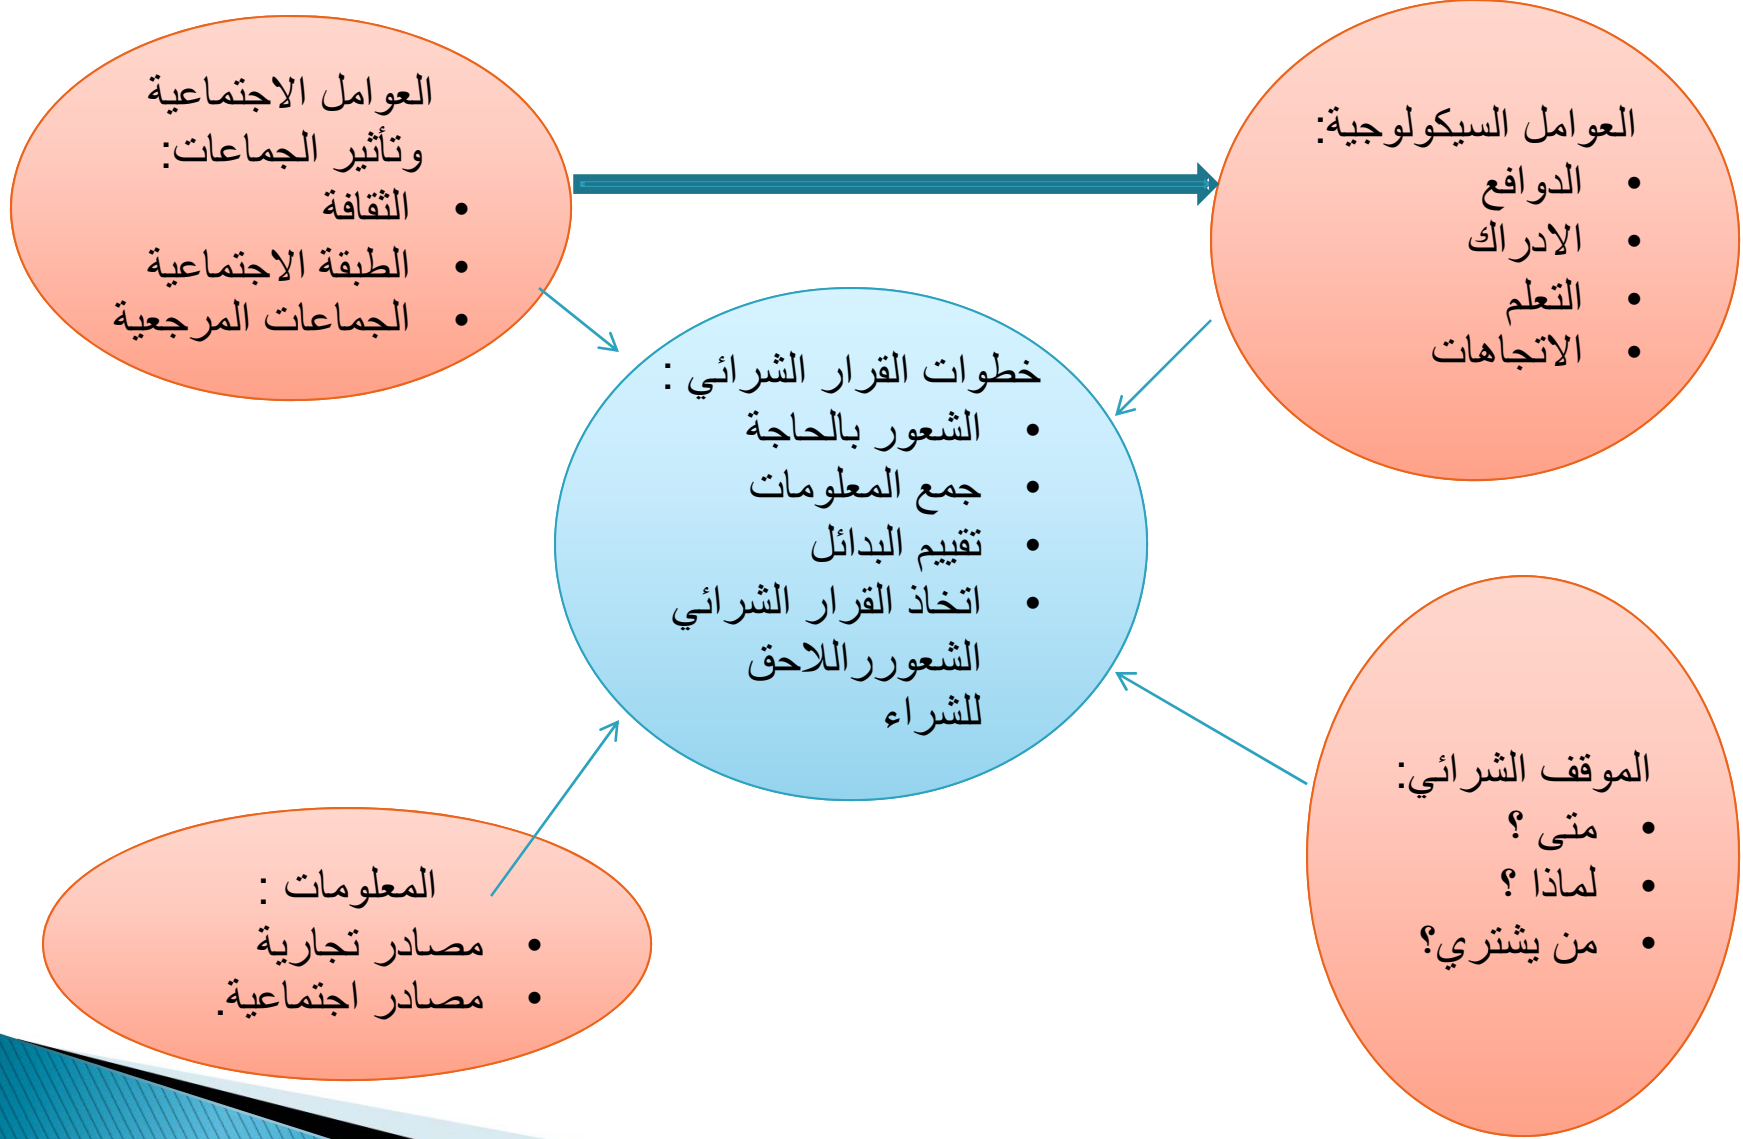 العوامل الاجتماعية
وتأثير الجماعات:
• الثقافة
• الطبقة الاجتماعية
• الجماعات المرجعية
العوامل السيكولوجية:
• الدوافع
• الادراك
• التعلم
• الاتجاهات
خطوات القرار الشرائي :
• الشعور بالحاجة
• جمع المعلومات
• تقييم البدائل
• اتخاذ القرار الشرائي
الشعورراللاحق
للشراء
الموقف الشرائي:
• متى ؟
• لماذا ؟
• من يشتري؟
المعلومات :
• مصادر تجارية
• مصادر اجتماعية.